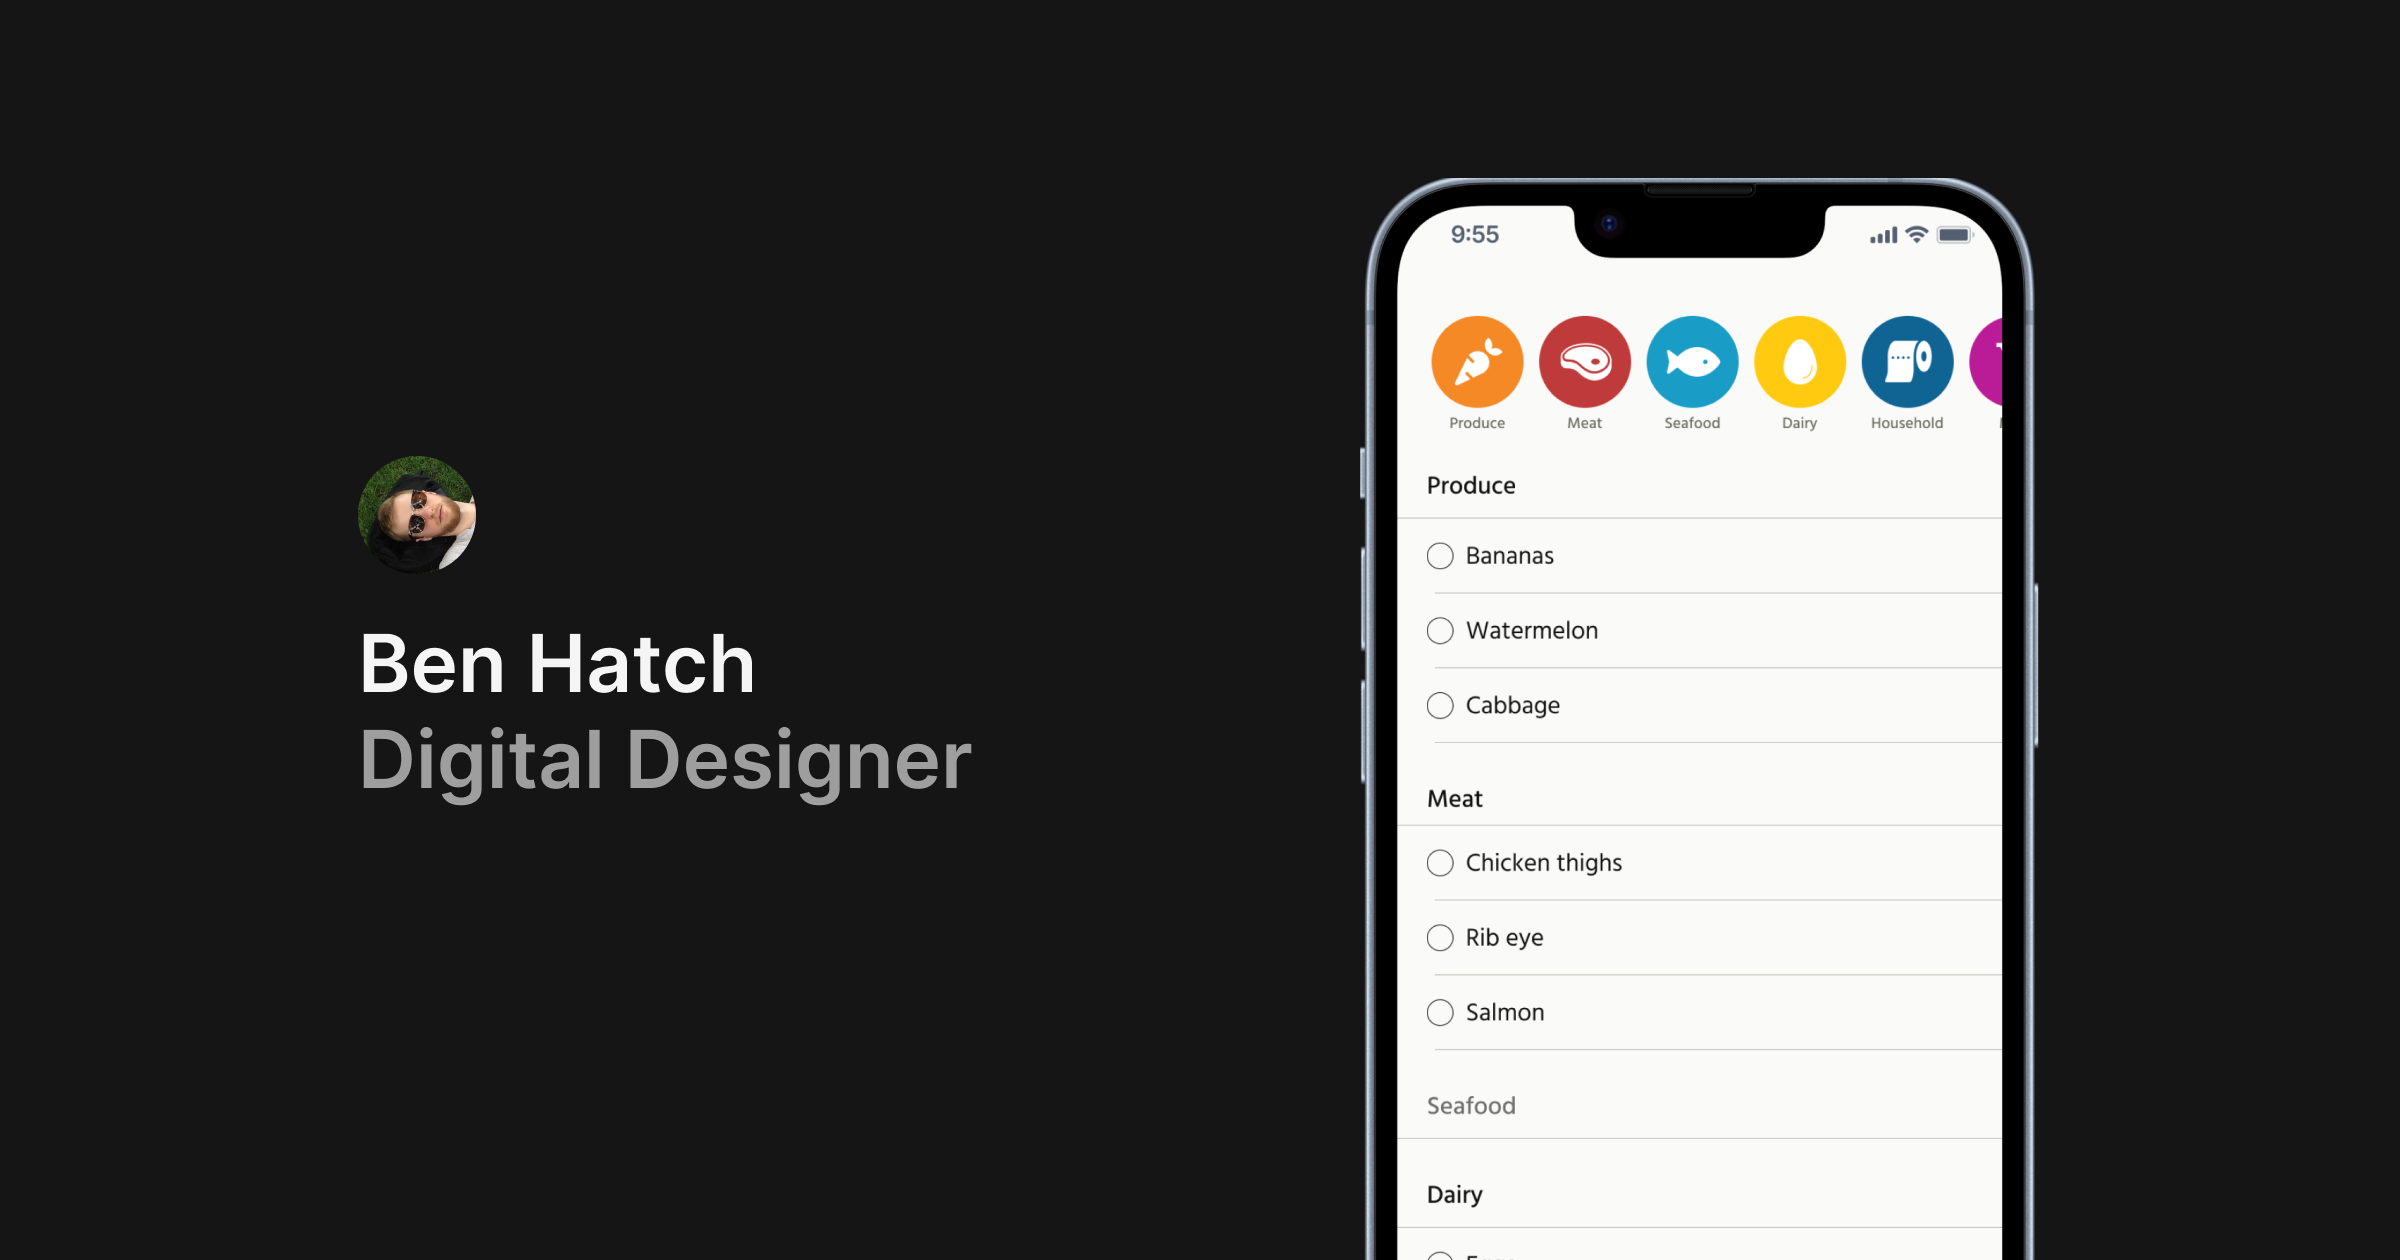 Ben Hatch
Digital Designer
9:55
Produce
Meat
Seafood
Dairy
Household
Produce
Bananas
Watermelon
Cabbage
Meat
Chicken thighs
Rib eye
Salmon
Seafood
Dairy